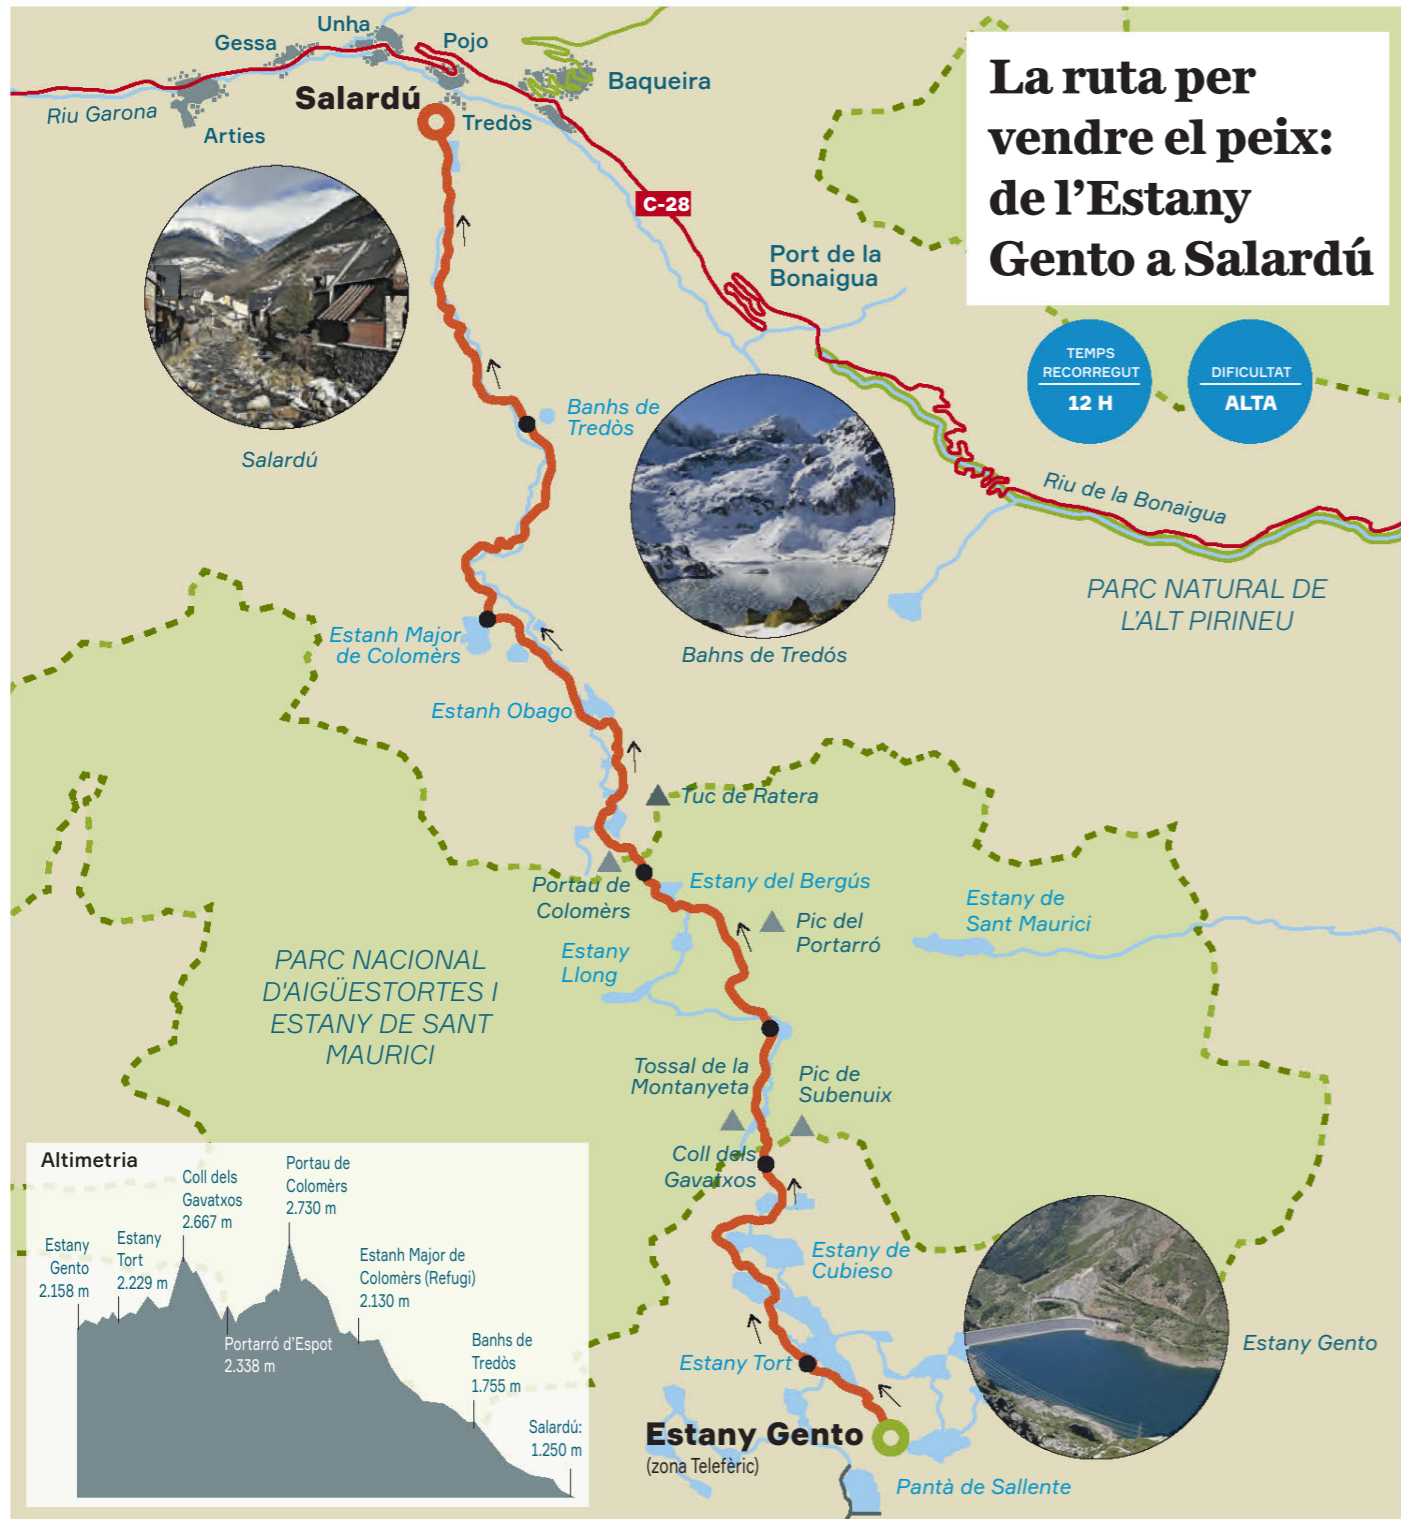 La ruta per
vendre el peix:
de l'Estany
Gento a Salardú
TEMPS
RECORREGUT
12 H
DIFICULTAT
ALTA
Unha
Gessa
Pojo
Baqueira
Salardú
Riu Garona
Arties
Tredòs
C-28
Port de la
Bonaigua
Banhs de
Tredòs
Salardú
Riu de la Bonaigua
PARC NATURAL DE
L'ALT PIRINEU
Estanh Major
de Colomèrs
Bahns de Tredós
Estanh Obago
Tuc de Ratera
Portau de
Colomèrs
Estany del Bergús
Estany de
Sant Maurici
Pic del
Portarró
Estany
Llong
PARC NACIONAL
D'AIGÜESTORTES I
ESTANY DE SANT
MAURICI
Tossal de la
Montanyeta
Pic de
Subenuix
Coll dels
Gavatxos
Estany de
Cubieso
Estany Gento
Estany Tort
Estany Gento
(zona Telefèric)
Pantà de Sallente
Altimetria
Estany
Gento
2.158 m
Estany
Tort
2.229 m
Coll dels
Gavatxos
2.667 m
Portarró d'Espot
2.338 m
Portau de
Colomèrs
2.730 m
Estanh Major de
Colomèrs (Refugi)
2.130 m
Banhs de
Tredòs
1.755 m
Salardú:
1.250 m